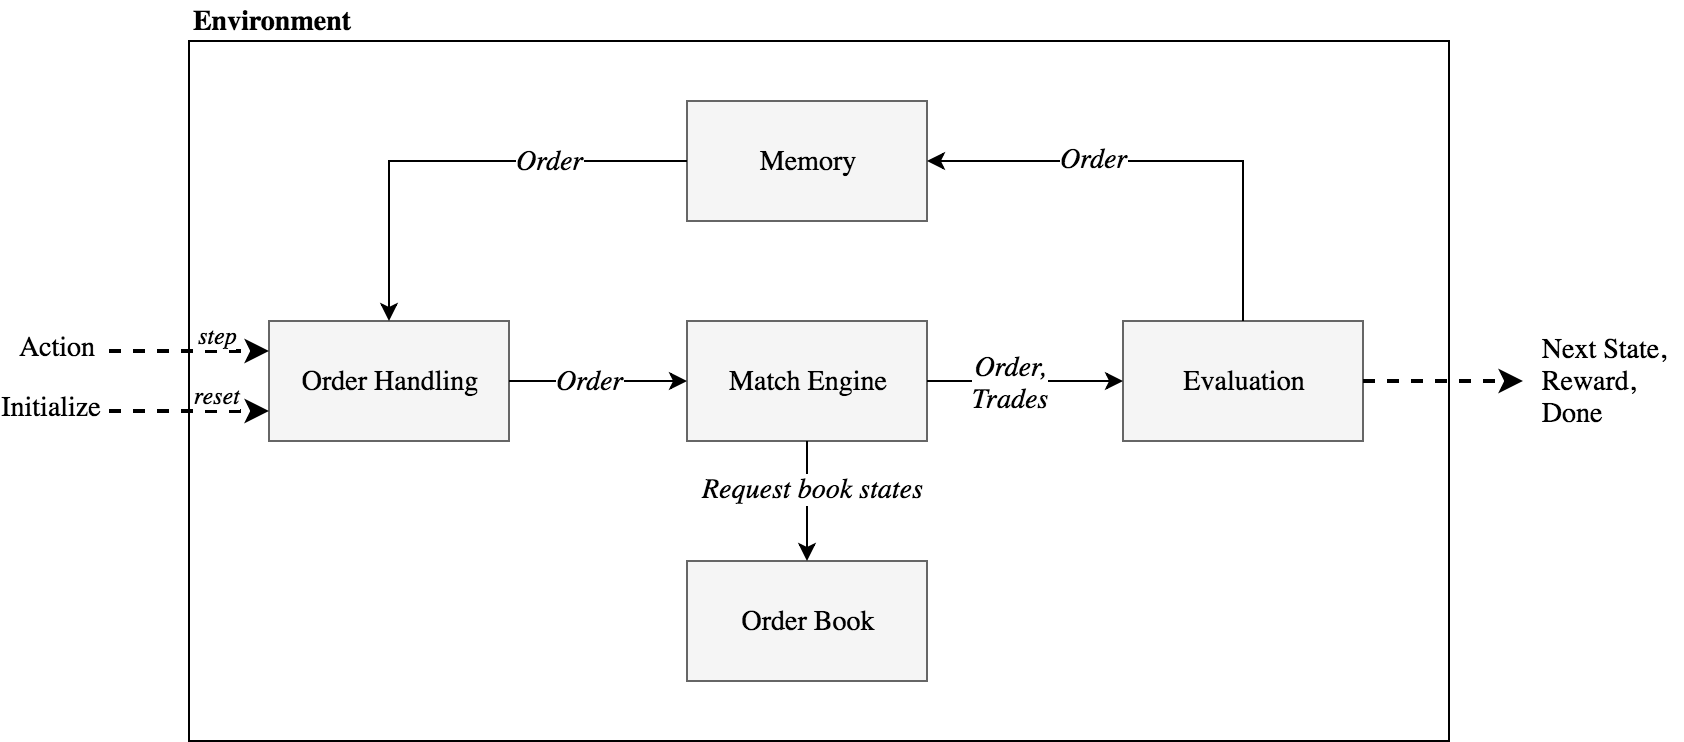 Environment
Memory
Order
Order
Action
step
Initialize
reset
Order Handling
Order
Match Engine
Order,
Trades
Evaluation
Next State,
Reward,
Done
Request book states
Order Book